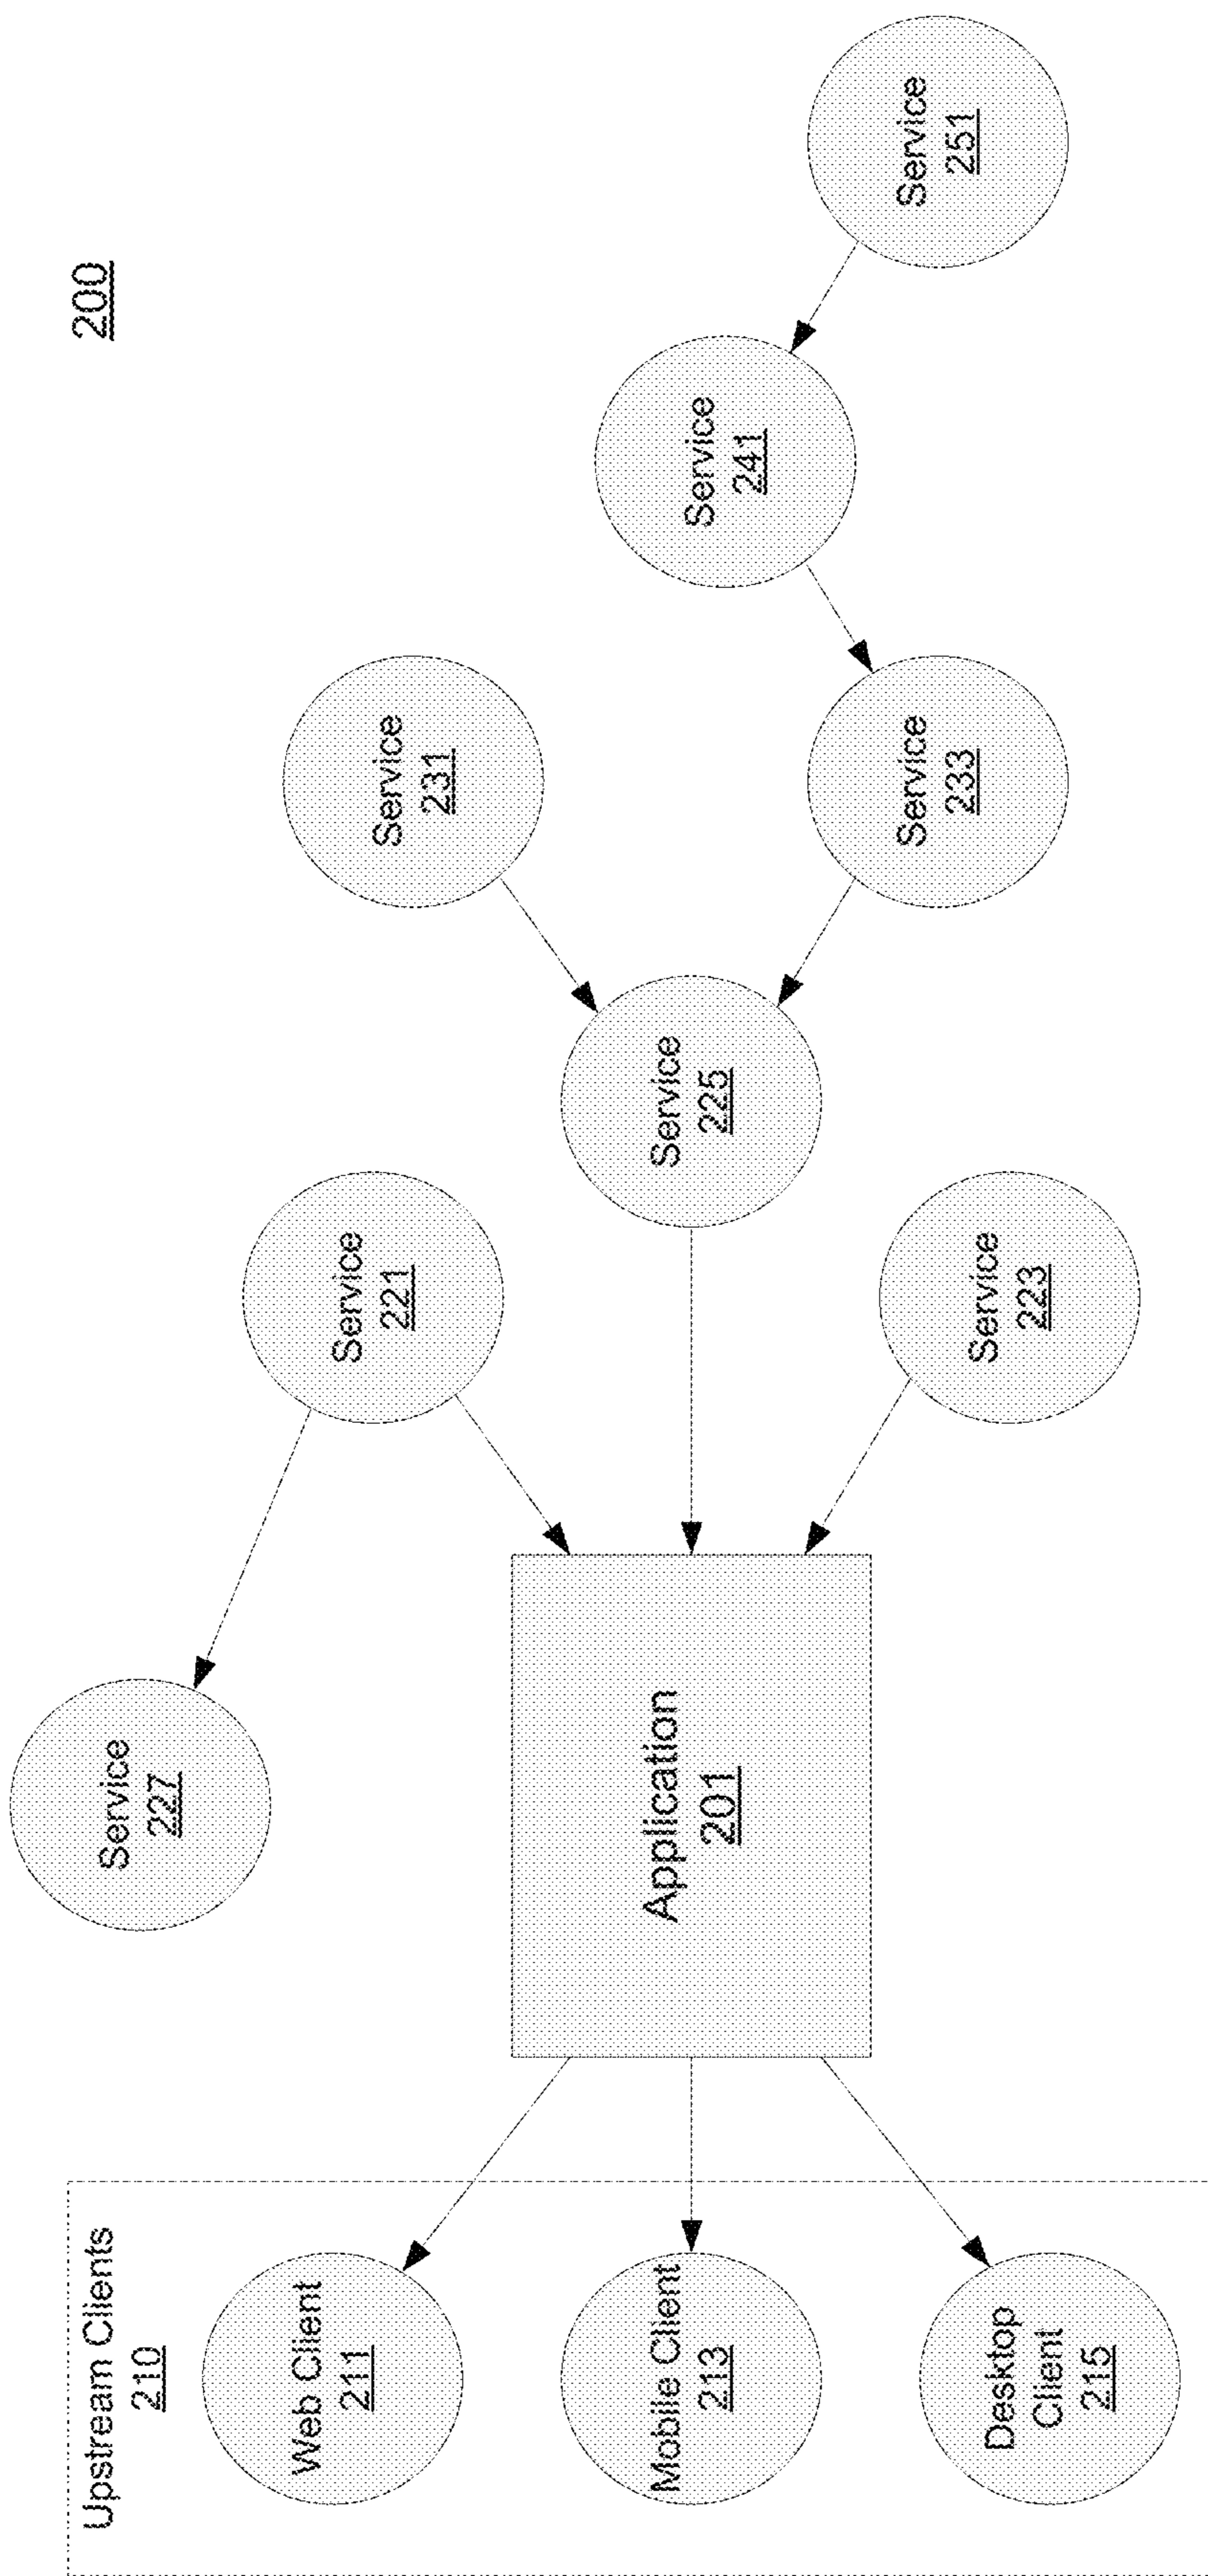 200
Upstream Clients
210
Web Client
211
Mobile Client
213
Desktop
Client
215
Application
201
Service
227
Service
221
Service
223
Service
225
Service
231
Service
233
Service
241
Service
251